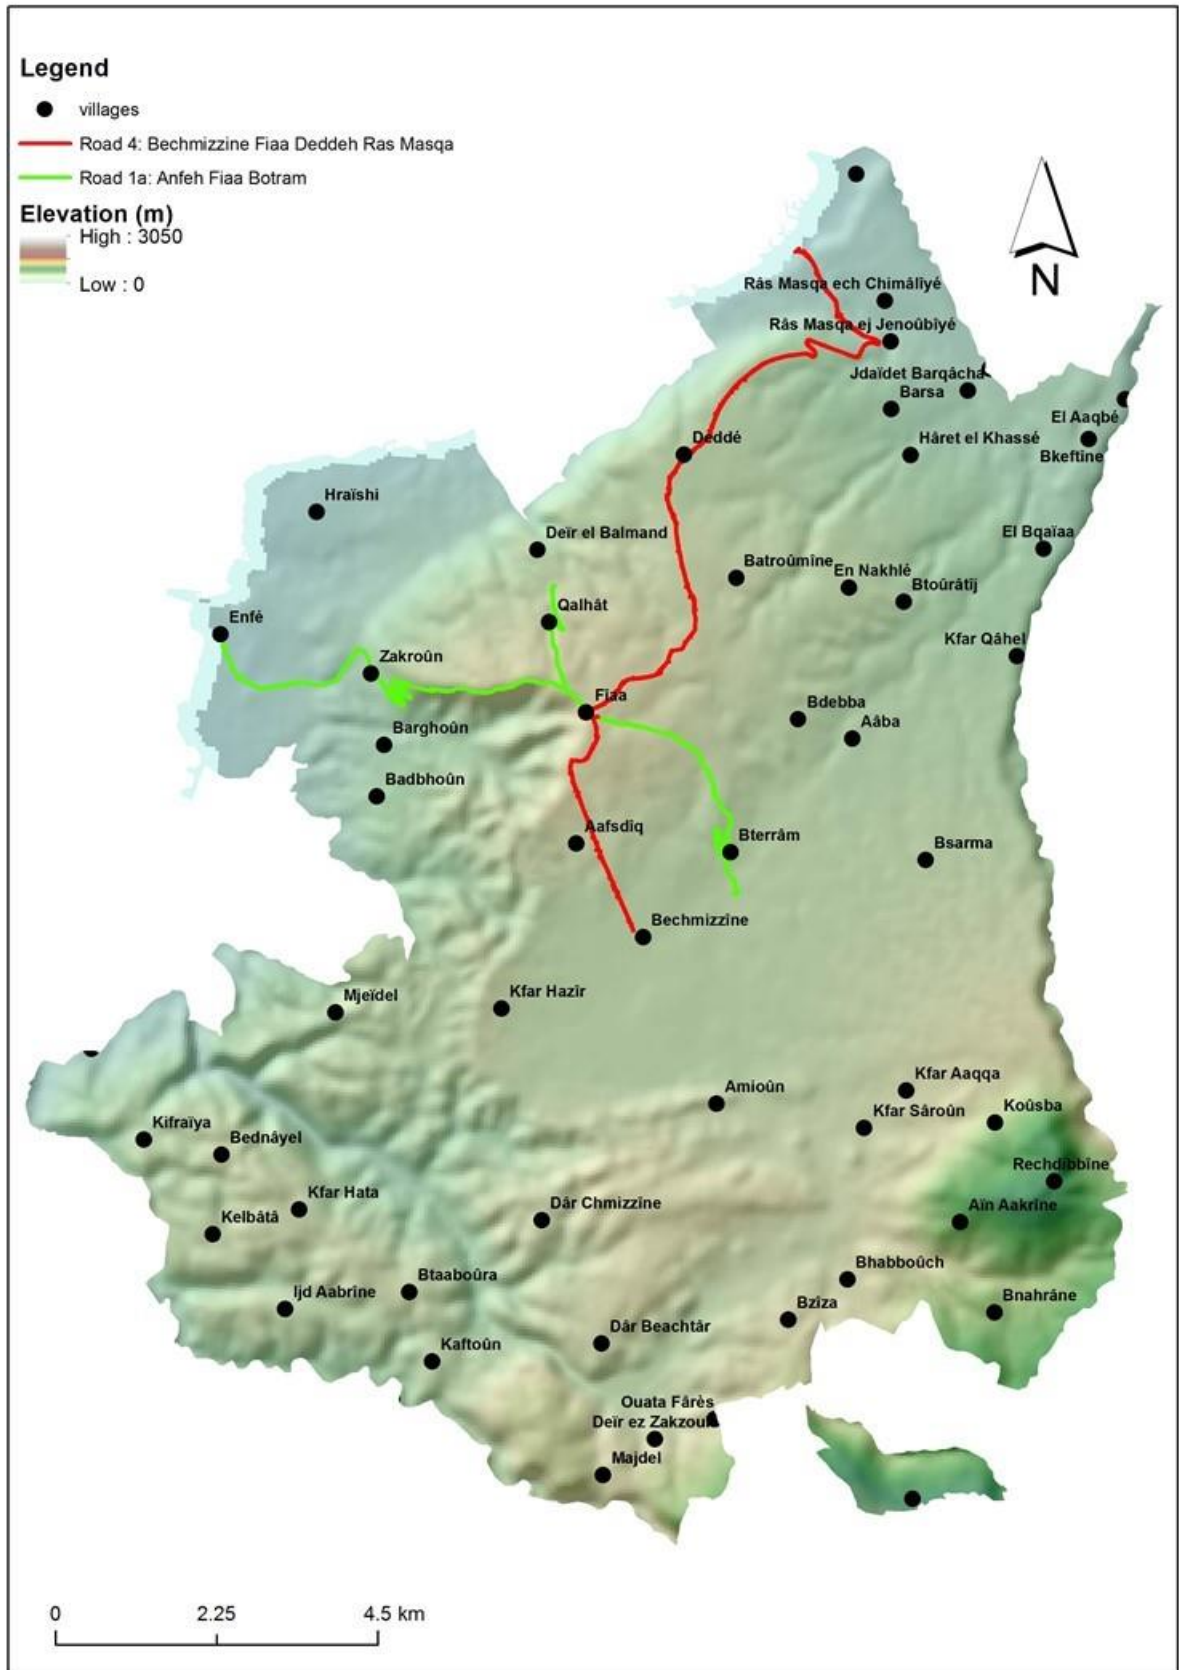 Legend
villages
Road 4: Bechmizzine Fiaa Deddeh Ras Masqa
Road 1a: Anfeh Fiaa Botram
Elevation (m)
High : 3050
Low : 0
N
Râs Masqa ech Chimâlîyé
Râs Masqa ej Jenoûbîyé
Jdaïdet Barqâcha
Barsa
El Aaqbé
Deddé
Hâret el Khassé
Bkeftîne
Hraïshi
Deïr el Balmand
El Bqaïaa
Batroûmîne
En Nakhlé
Btoûrâtîj
Qalhât
Enfé
Kfar Qâhel
Zakroûn
Fîaa
Bdebba
Aâba
Barghoûn
Badbhoûn
Aafsdîq
Bterrâm
Bsarma
Bechmizzîne
Mjeïdel
Kfar Hazîr
Kfar Aaqqa
Amioûn
Koûsba
Kfar Sâroûn
Kifraïya
Bednâyel
Rechdibbîne
Kfar Hata
Dâr Chmizzîne
Aïn Aakrîne
Kelbâtâ
Bhabboûch
Btaaboûra
Ijd Aabrîne
Bnahrâne
Bzîza
Dâr Beachtâr
Kaftoûn
Ouata Fârès
Deïr ez Zakzouk
Majdel
0 2.25 4.5 km